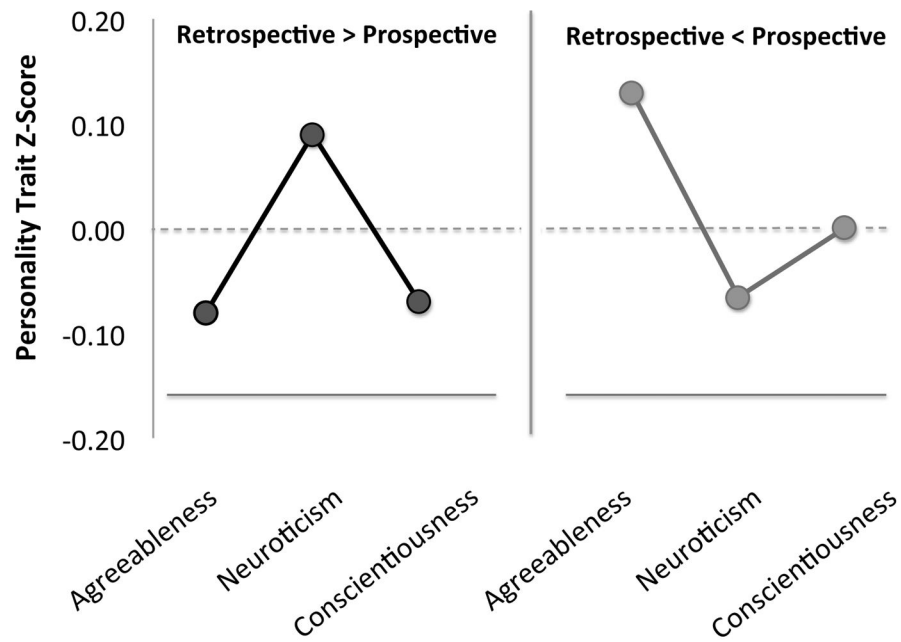 Retrospective > Prospective
Retrospective < Prospective
Personality Trait Z-Score
0.20
0.10
0.00
-0.10
-0.20
Agreeableness
Neuroticism
Conscientiousness
Agreeableness
Neuroticism
Conscientiousness